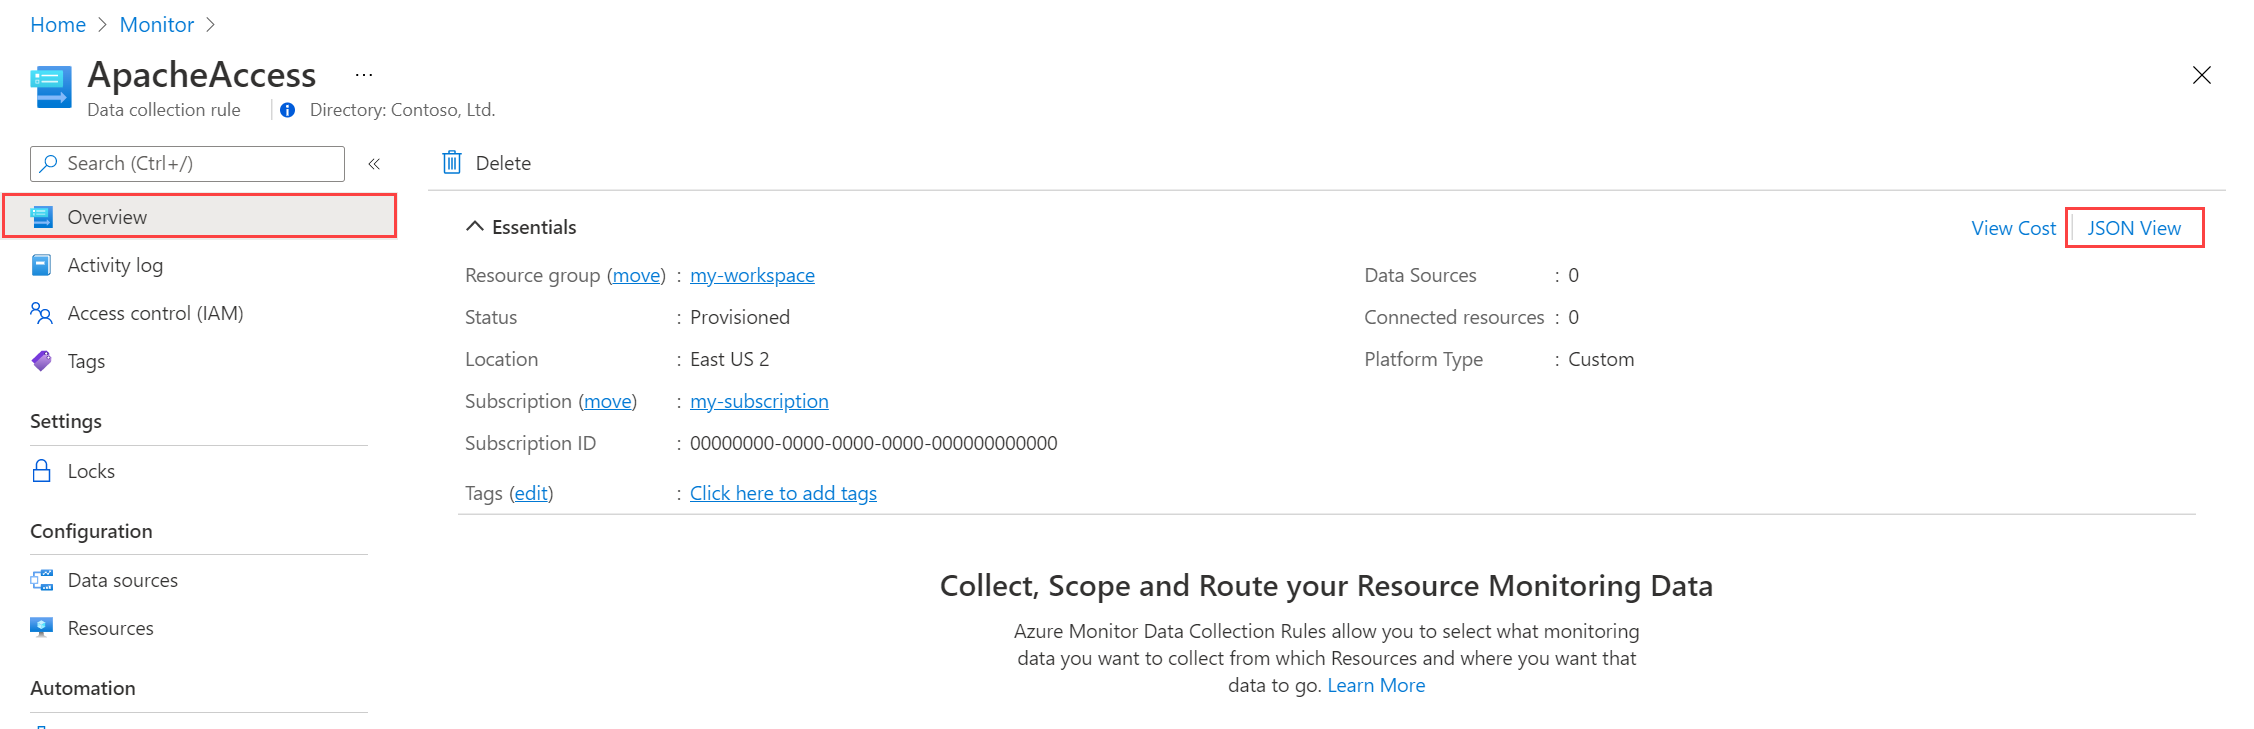 Home > Monitor >
ApacheAccess ...
Data collection rule | Directory: Contoso, Ltd.
Search (Ctrl+/) «
Overview
Activity log
Access control (IAM)
Tags
Settings
Locks
Configuration
Data sources
Resources
Automation
Delete
Essentials
View Cost | JSON View
Resource group (move) : my-workspace
Status : Provisioned
Location : East US 2
Subscription (move) : my-subscription
Subscription ID : 00000000-0000-0000-0000-000000000000
Tags (edit) : Click here to add tags
Data Sources : 0
Connected resources : 0
Platform Type : Custom
Collect, Scope and Route your Resource Monitoring Data
Azure Monitor Data Collection Rules allow you to select what monitoring
data you want to collect from which Resources and where you want that
data to go. Learn More